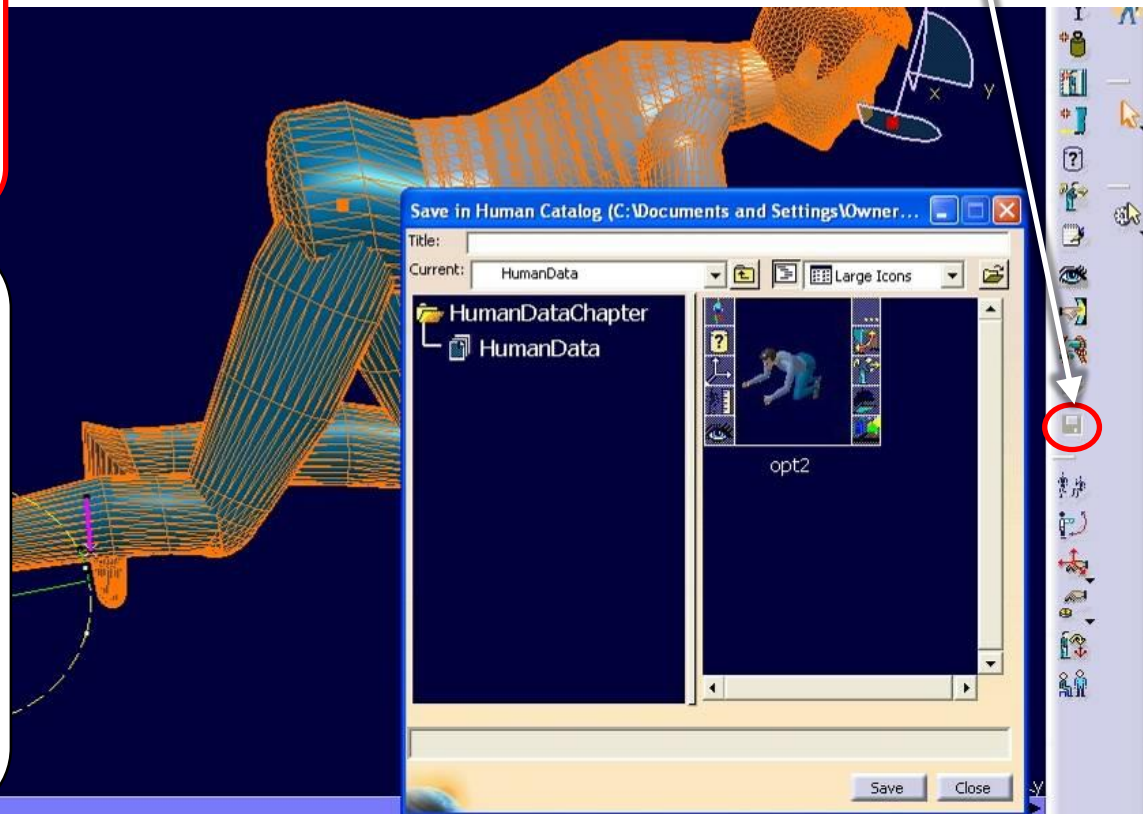 x y
Save in Human Catalog (C:\Documents and Settings\Owner...
Title:
Current: HumanData Large Icons
HumanDataChapter
HumanData
opt2
Save Close
y